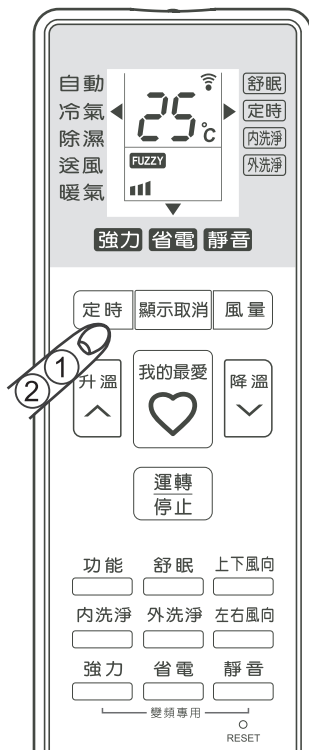 自動
舒眠
冷氣 25℃ 定時
除濕 內洗淨
送風 FUZZY 外洗淨
暖氣
強力 省電 靜音
定時 顯示取消 風量
①
②
升溫 我的最愛 降溫
運轉
停止
功能 舒眠 上下風向
內洗淨 外洗淨 左右風向
強力 省電 靜音
變頻專用
RESET